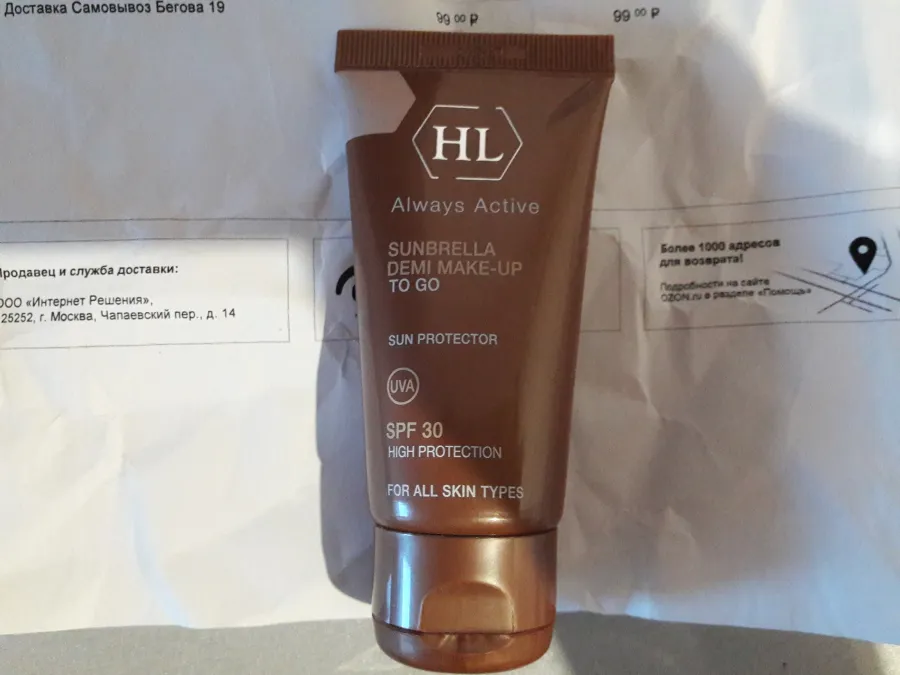 Доставка Самовывоз Бегова 19
99 00 ₽
99 00 ₽
HL
Always Active
SUNBRELLA
DEMI MAKE-UP
TO GO
SUN PROTECTOR
UVA
SPF 30
HIGH PROTECTION
FOR ALL SKIN TYPES
Продавец и служба доставки:
ООО «Интернет Решения»,
25252, г. Москва, Чапаевский пер., д. 14
Более 1000 адресов
для возврата!
Подробности на сайте
OZON.ru в разделе «Помощь»